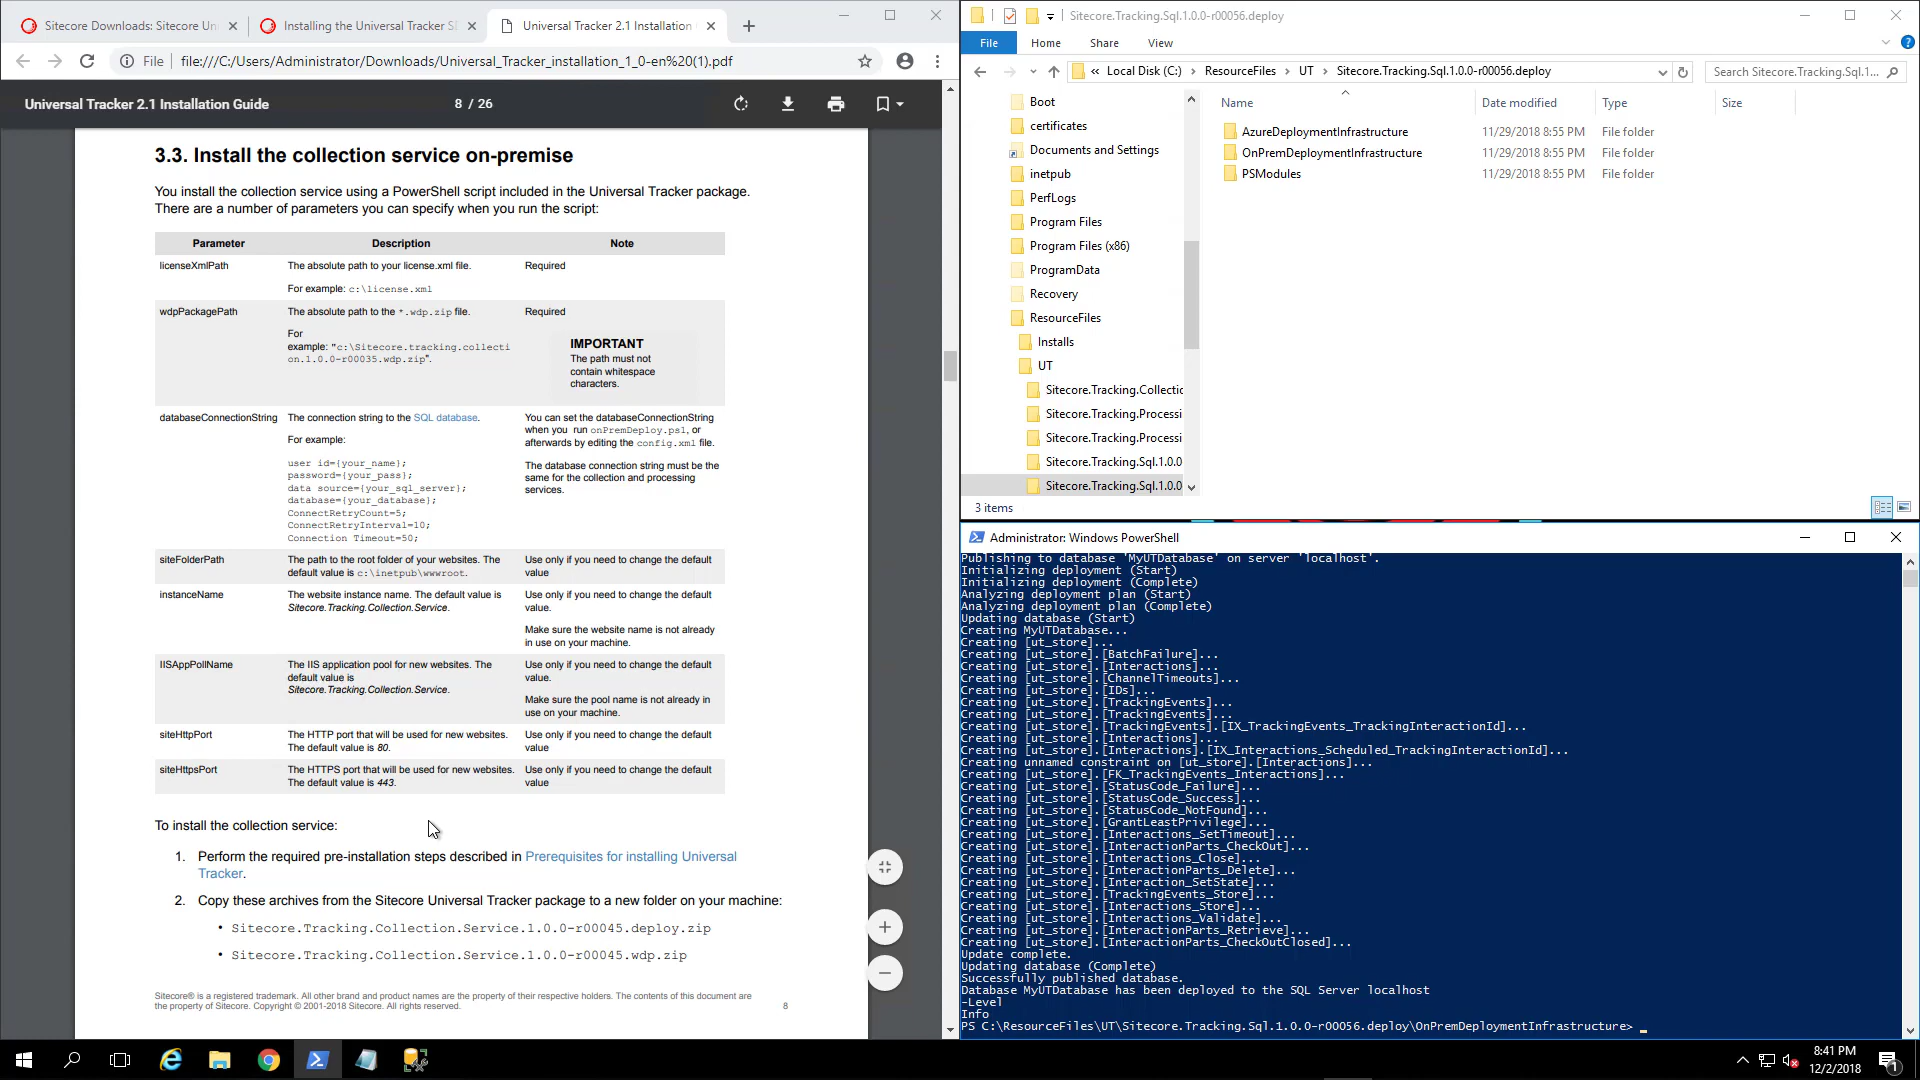 Sitecore Downloads: Sitecore Un
Installing the Universal Tracker S
Universal Tracker 2.1 Installation
File
file:///C:/Users/Administrator/Downloads/Universal_Tracker_installation_1_0-en%20(1).pdf
Universal Tracker 2.1 Installation Guide
8 / 26
3.3. Install the collection service on-premise
You install the collection service using a PowerShell script included in the Universal Tracker package.
There are a number of parameters you can specify when you run the script:
Parameter Description Note
licenseXmlPath The absolute path to your license.xml file. Required
For example: c:\license.xml
wdpPackagePath The absolute path to the *.wdp.zip file. Required
For
example: "c:\Sitecore.tracking.collecti
on.1.0.0-r00035.wdp.zip".
IMPORTANT
The path must not
contain whitespace
characters.
databaseConnectionString The connection string to the SQL database.
For example:
user id={your_name};
password={your_pass};
data source={your_sql_server};
database={your_database};
ConnectRetryCount=5;
ConnectRetryInterval=10;
Connection Timeout=50;
You can set the databaseConnectionString
when you run onPremDeploy.ps1, or
afterwards by editing the config.xml file.
The database connection string must be the
same for the collection and processing
services.
siteFolderPath The path to the root folder of your websites. The
default value is c:\inetpub\wwwroot.
Use only if you need to change the default
value
instanceName The website instance name. The default value is
Sitecore.Tracking.Collection.Service.
Use only if you need to change the default
value.
Make sure the website name is not already
in use on your machine.
IISAppPollName The IIS application pool for new websites. The
default value is
Sitecore.Tracking.Collection.Service.
Use only if you need to change the default
value.
Make sure the pool name is not already in
use on your machine.
siteHttpPort The HTTP port that will be used for new websites.
The default value is 80.
Use only if you need to change the default
value
siteHttpsPort The HTTPS port that will be used for new websites.
The default value is 443.
Use only if you need to change the default
value
To install the collection service:
1. Perform the required pre-installation steps described in Prerequisites for installing Universal
Tracker.
2. Copy these archives from the Sitecore Universal Tracker package to a new folder on your machine:
• Sitecore.Tracking.Collection.Service.1.0.0-r00045.deploy.zip
• Sitecore.Tracking.Collection.Service.1.0.0-r00045.wdp.zip
Sitecore® is a registered trademark. All other brand and product names are the property of their respective holders. The contents of this document are
the property of Sitecore. Copyright © 2001-2018 Sitecore. All rights reserved.
8
Sitecore.Tracking.Sql.1.0.0-r00056.deploy
File Home Share View
« Local Disk (C:) › ResourceFiles › UT › Sitecore.Tracking.Sql.1.0.0-r00056.deploy
Search Sitecore.Tracking.Sql.1...
Boot
certificates
Documents and Settings
inetpub
PerfLogs
Program Files
Program Files (x86)
ProgramData
Recovery
ResourceFiles
Installs
UT
Sitecore.Tracking.Collectic
Sitecore.Tracking.Processi
Sitecore.Tracking.Processi
Sitecore.Tracking.Sql.1.0.0
Sitecore.Tracking.Sql.1.0.0
Name Date modified Type Size
AzureDeploymentInfrastructure 11/29/2018 8:55 PM File folder
OnPremDeploymentInfrastructure 11/29/2018 8:55 PM File folder
PSModules 11/29/2018 8:55 PM File folder
3 items
Administrator: Windows PowerShell
Publishing to database 'MyUTDatabase' on server 'localhost'.
Initializing deployment (Start)
Initializing deployment (Complete)
Analyzing deployment plan (Start)
Analyzing deployment plan (Complete)
Updating database (Start)
Creating MyUTDatabase...
Creating [ut_store]...
Creating [ut_store].[BatchFailure]...
Creating [ut_store].[Interactions]...
Creating [ut_store].[ChannelTimeouts]...
Creating [ut_store].[IDs]...
Creating [ut_store].[TrackingEvents]...
Creating [ut_store].[TrackingEvents]...
Creating [ut_store].[TrackingEvents].[IX_TrackingEvents_TrackingInteractionId]...
Creating [ut_store].[Interactions]...
Creating [ut_store].[Interactions].[IX_Interactions_Scheduled_TrackingInteractionId]...
Creating unnamed constraint on [ut_store].[Interactions]...
Creating [ut_store].[FK_TrackingEvents_Interactions]...
Creating [ut_store].[StatusCode_Failure]...
Creating [ut_store].[StatusCode_Success]...
Creating [ut_store].[StatusCode_NotFound]...
Creating [ut_store].[GrantLeastPrivilege]...
Creating [ut_store].[Interactions_SetTimeout]...
Creating [ut_store].[InteractionParts_CheckOut]...
Creating [ut_store].[Interactions_Close]...
Creating [ut_store].[InteractionParts_Delete]...
Creating [ut_store].[Interaction_SetState]...
Creating [ut_store].[TrackingEvents_Store]...
Creating [ut_store].[Interactions_Store]...
Creating [ut_store].[Interactions_Validate]...
Creating [ut_store].[InteractionParts_Retrieve]...
Creating [ut_store].[InteractionParts_CheckOutClosed]...
Update complete.
Updating database (Complete)
Successfully published database.
Database MyUTDatabase has been deployed to the SQL Server localhost
-Level
Info
PS C:\ResourceFiles\UT\Sitecore.Tracking.Sql.1.0.0-r00056.deploy\OnPremDeploymentInfrastructure> _
8:41 PM
12/2/2018
1